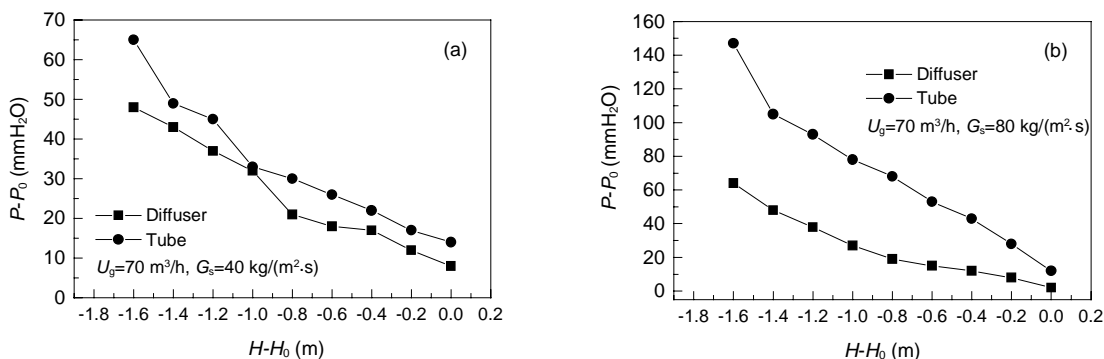 70
60
50
40
30
20
10
0
P-P₀ (mmH₂O)
(a)
Diffuser
Tube
U_g=70 m³/h, G_s=40 kg/(m²·s)
-1.8 -1.6 -1.4 -1.2 -1.0 -0.8 -0.6 -0.4 -0.2 0.0 0.2
H-H₀ (m)
160
140
120
100
80
60
40
20
0
P-P₀ (mmH₂O)
(b)
Diffuser
Tube
U_g=70 m³/h, G_s=80 kg/(m²·s)
-1.8 -1.6 -1.4 -1.2 -1.0 -0.8 -0.6 -0.4 -0.2 0.0 0.2
H-H₀ (m)